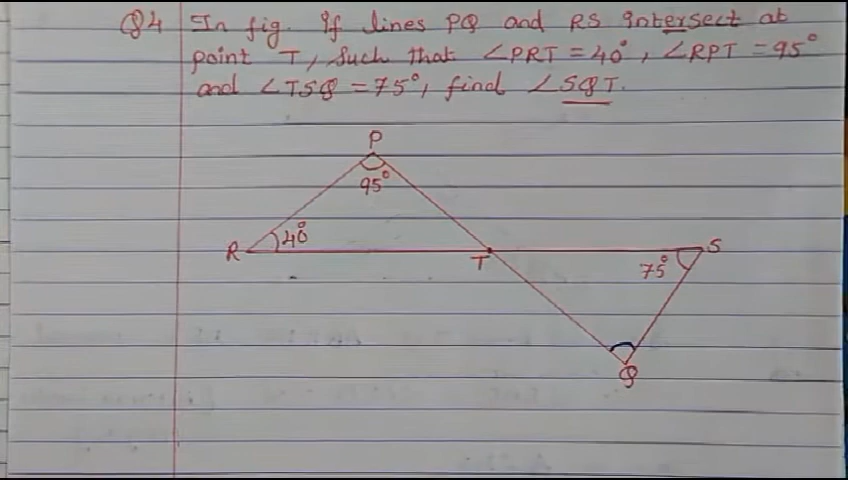 Q4 In fig. If lines PQ and RS intersect at
point T, such that ∠PRT = 40°, ∠RPT = 95°
and ∠TSQ = 75°, find ∠SQT.
P
95°
R
40°
T
S
75°
Q